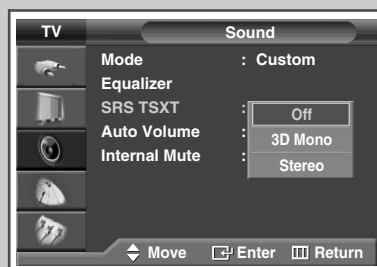 TV Sound
Mode : Custom
Equalizer
SRS TSXT : Off
Auto Volume : 3D Mono
Internal Mute : Stereo
Move Enter Return